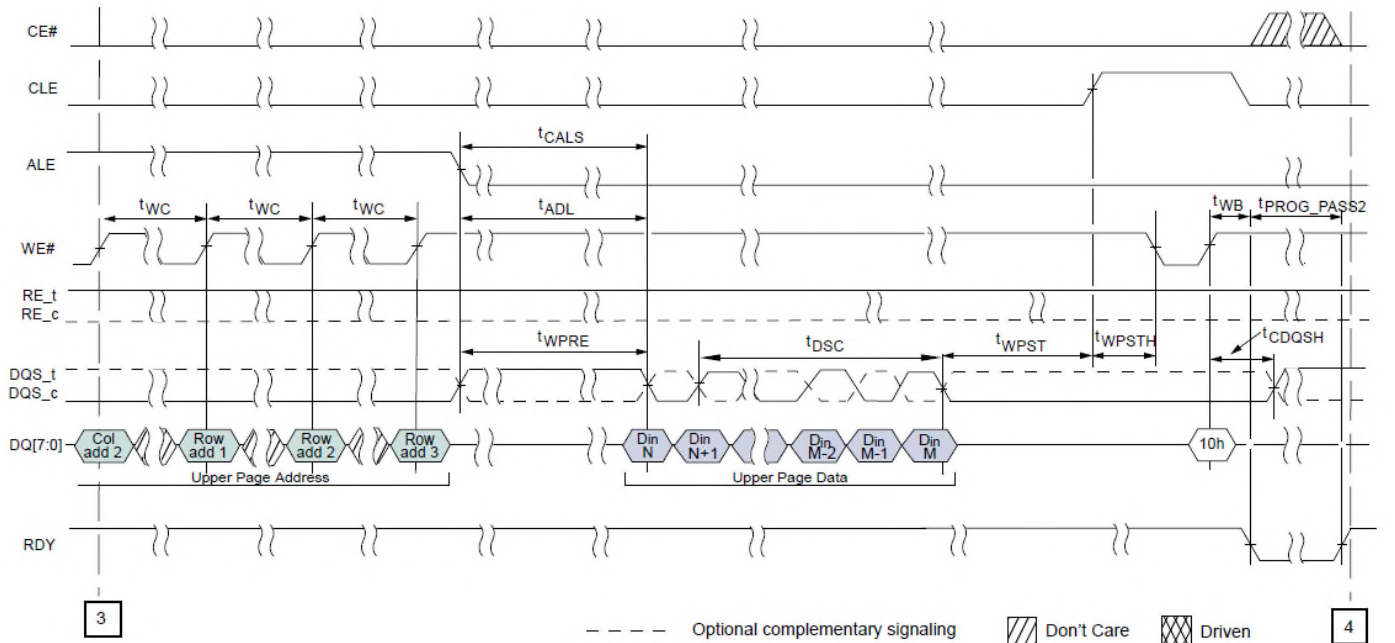 CE#
CLE
tCALS
ALE
tWC tWC tWC tADL tWB tPROG_PASS2
WE#
RE_t
RE_c
tWPRE tDSC tWPST tWPSTH tCDQSH
DQS_t
DQS_c
DQ[7:0] Col add 2 Row add 1 Row add 2 Row add 3 Din N Din N+1 Din M-2 Din M-1 Din M 10h
Upper Page Address Upper Page Data
RDY
3 Optional complementary signaling Don't Care Driven 4